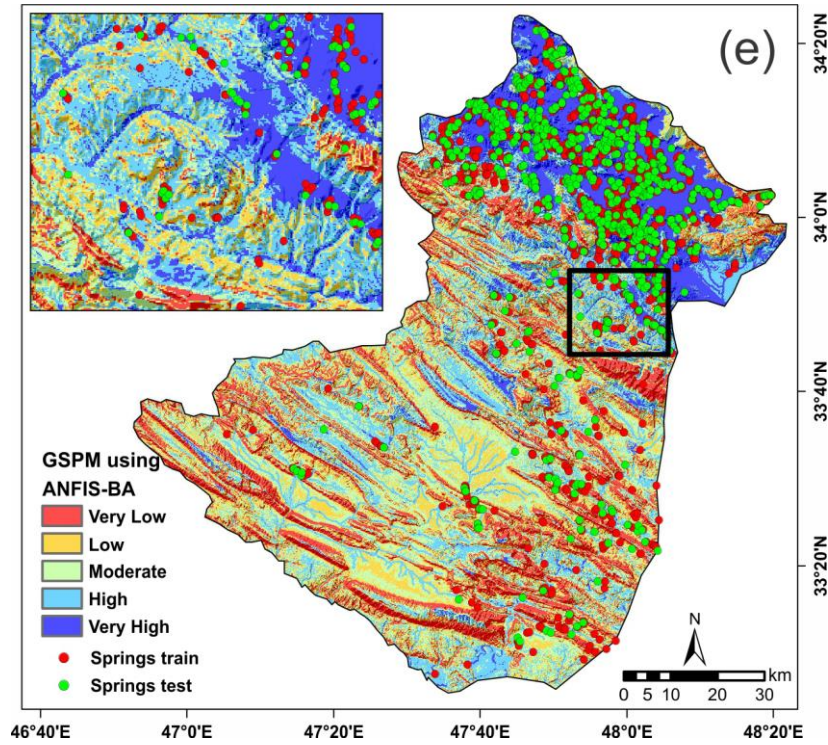 (e)
34°20'N
34°0'N
33°40'N
33°20'N
GSPM using
ANFIS-BA
Very Low
Low
Moderate
High
Very High
Springs train
Springs test
N
km
0 5 10 20 30
46°40'E 47°0'E 47°20'E 47°40'E 48°0'E 48°20'E